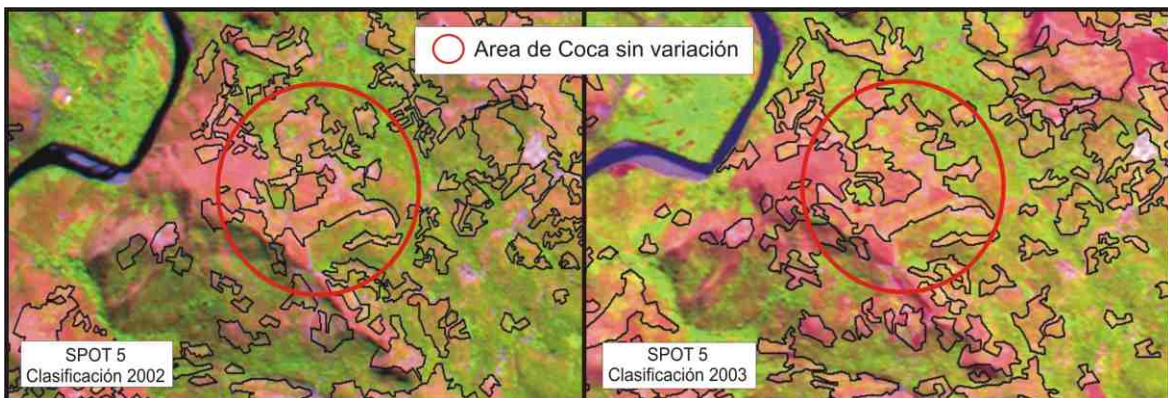 Area de Coca sin variación
SPOT 5
Clasificación 2002
SPOT 5
Clasificación 2003